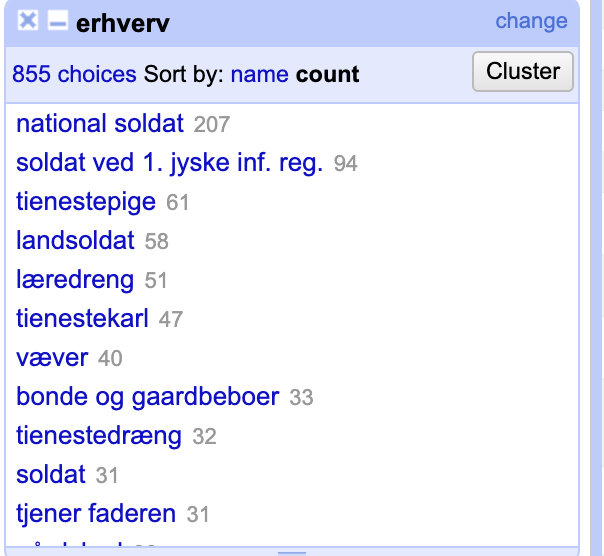 erhverv change
855 choices Sort by: name count Cluster
national soldat 207
soldat ved 1. jyske inf. reg. 94
tienestepige 61
landsoldat 58
læredreng 51
tienestekarl 47
væver 40
bonde og gaardbeboer 33
tienestedræng 32
soldat 31
tjener faderen 31